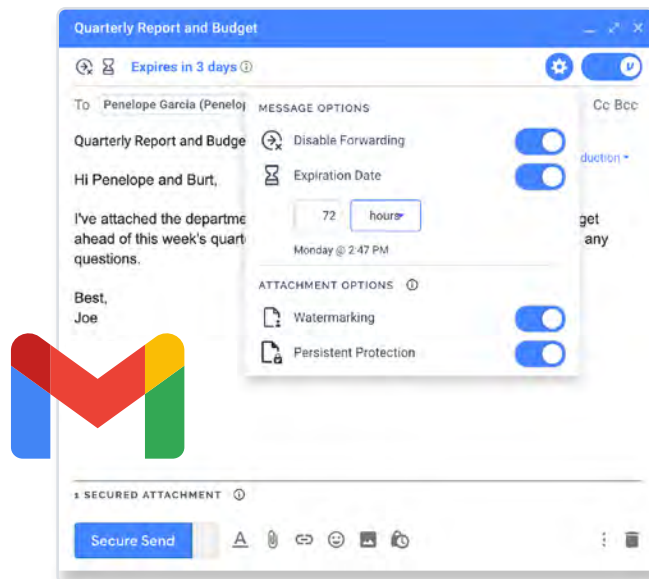 Quarterly Report and Budget
Expires in 3 days
To Penelope Garcia (Penelo
Cc Bcc
MESSAGE OPTIONS
Quarterly Report and Budge
Disable Forwarding
duction
Hi Penelope and Burt,
Expiration Date
72 hours
I've attached the departme
get
ahead of this week's quart
any
questions.
Monday @ 2:47 PM
Best,
Joe
ATTACHMENT OPTIONS
Watermarking
Persistent Protection
1 SECURED ATTACHMENT
Secure Send